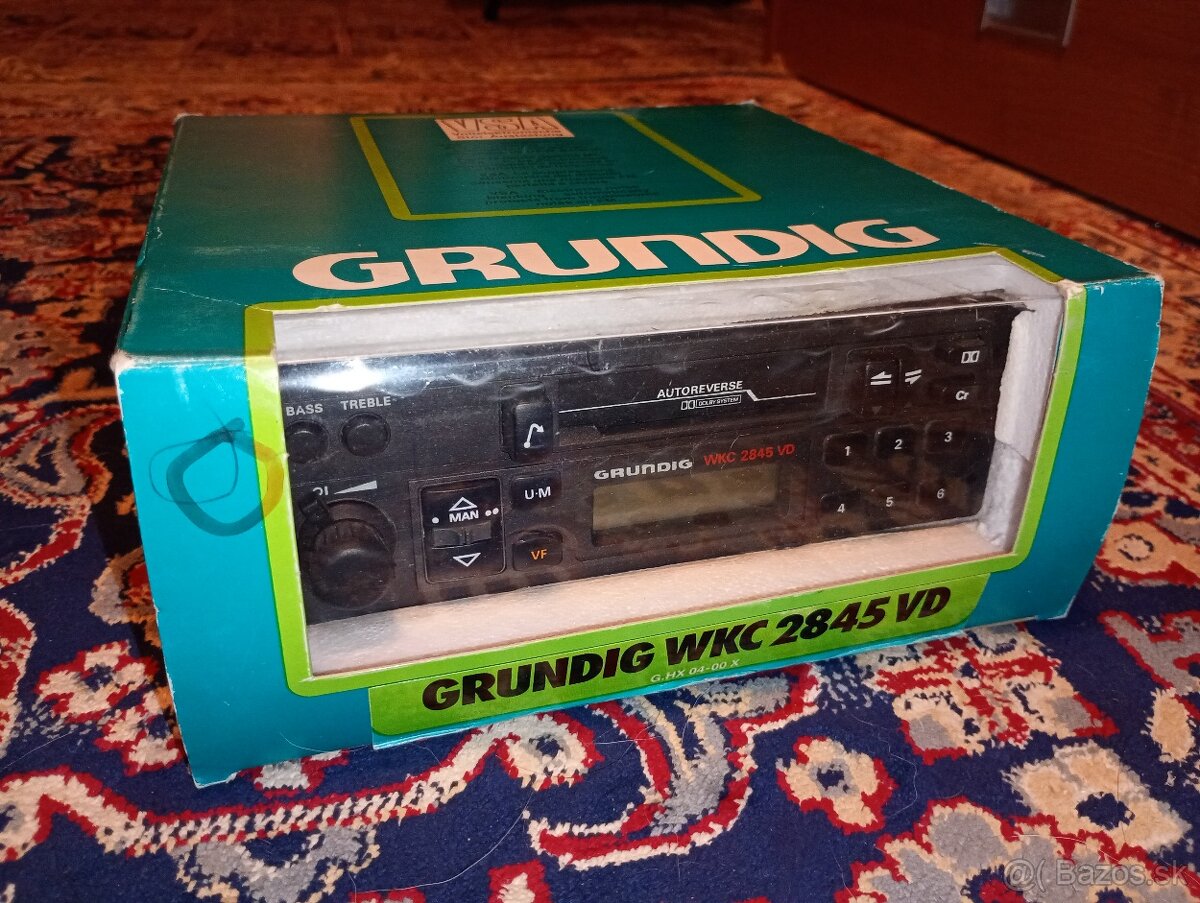 VSA
GRUNDIG
AUTOREVERSE
DOLBY SYSTEM
Cr
BASS TREBLE
GRUNDIG WKC 2845 VD
1 2 3
U·M
MAN
4 5 6
VF
GRUNDIG WKC 2845 VD
G.HX 04-00 X
@( Bazos.sk